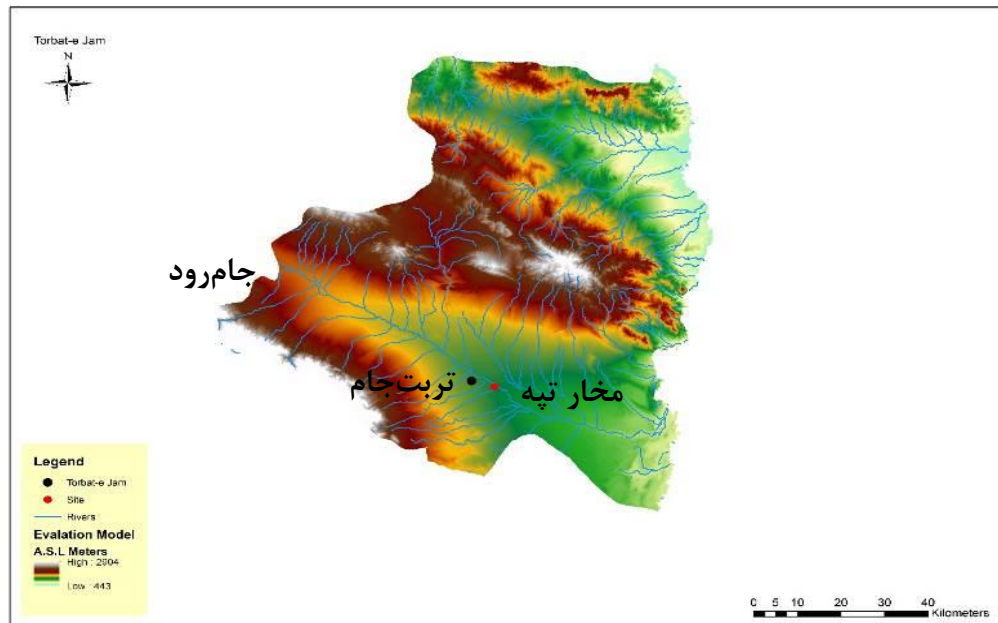 Torbat-e Jam
N
جام‌رود
تربت‌جام
مخار تپه
Legend
Torbat-e Jam
Site
Rivers
Evalation Model
A.S.L Meters
High : 2904
Low : 443
0 5 10 20 30 40
Kilometers